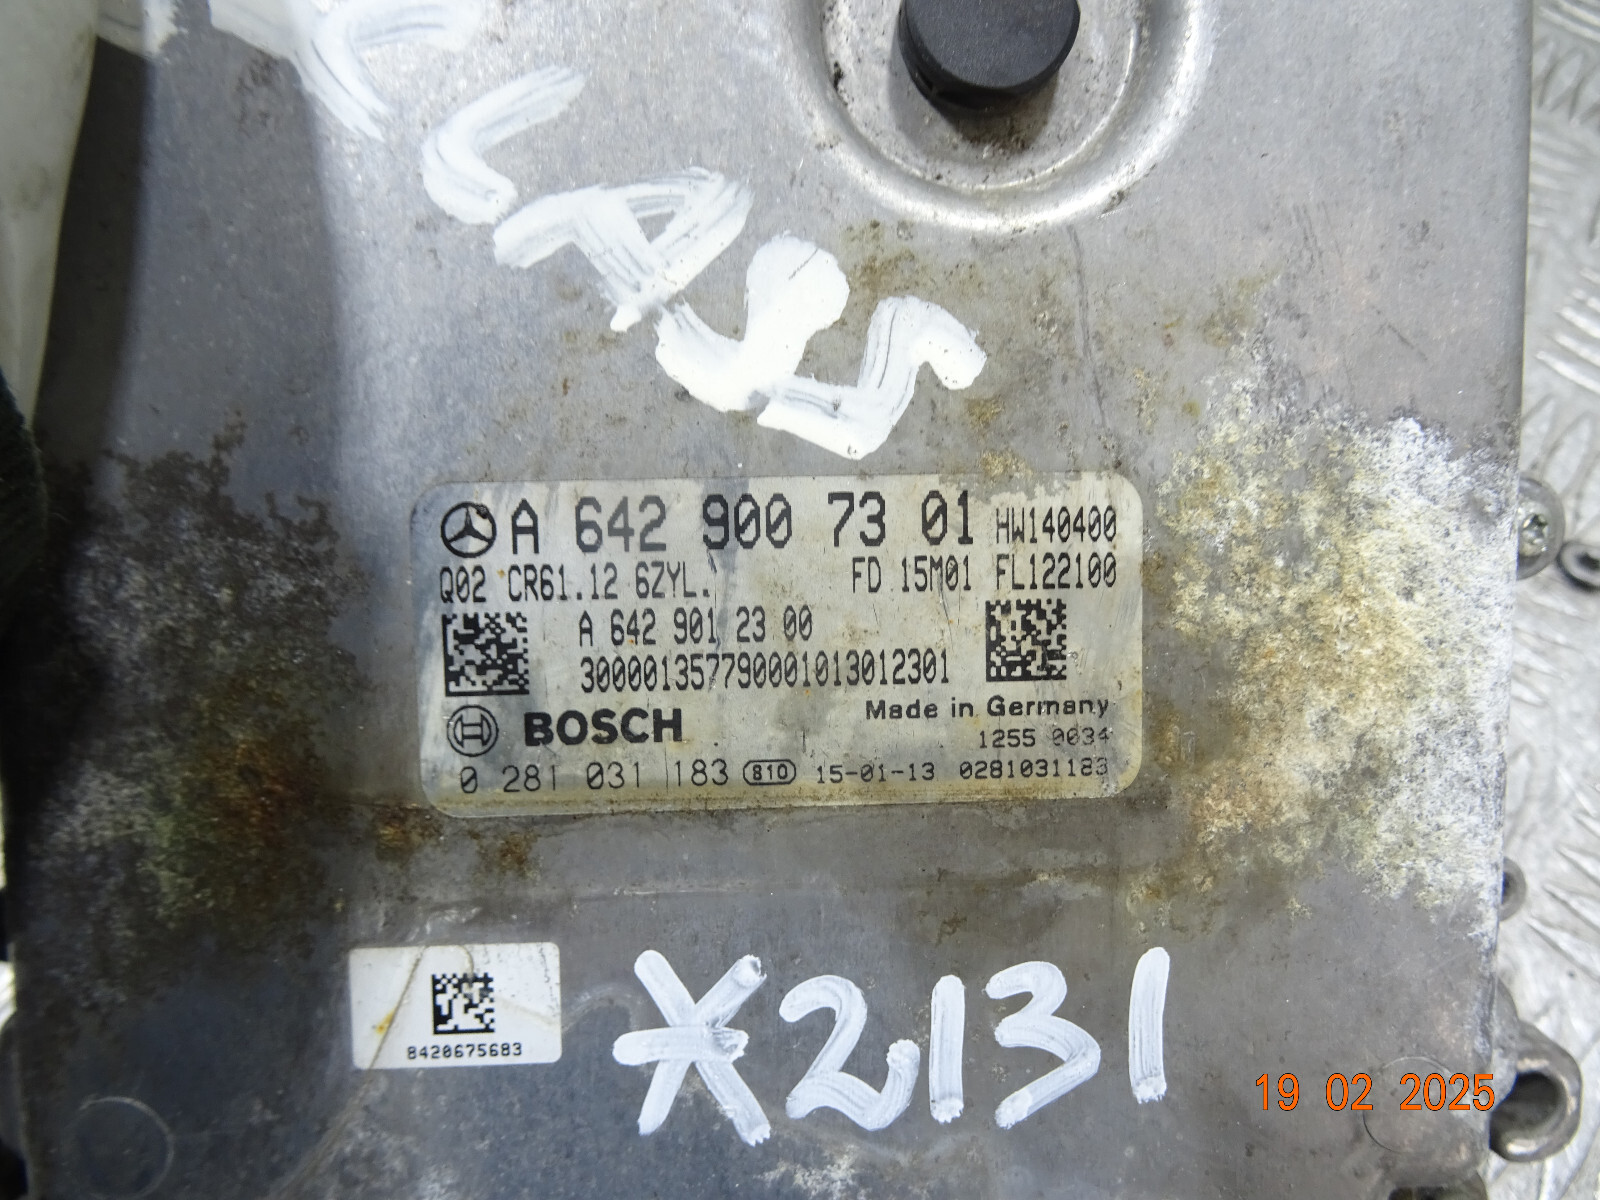 CLASS
A 642 900 73 01 HW140400
Q02 CR61.12 6ZYL. FD 15M01 FL122100
A 642 901 23 00
300001357790001013012301
BOSCH Made in Germany
1255 0034
0 281 031 183 810 15-01-13 0281031183
8420675683
X2131
19 02 2025